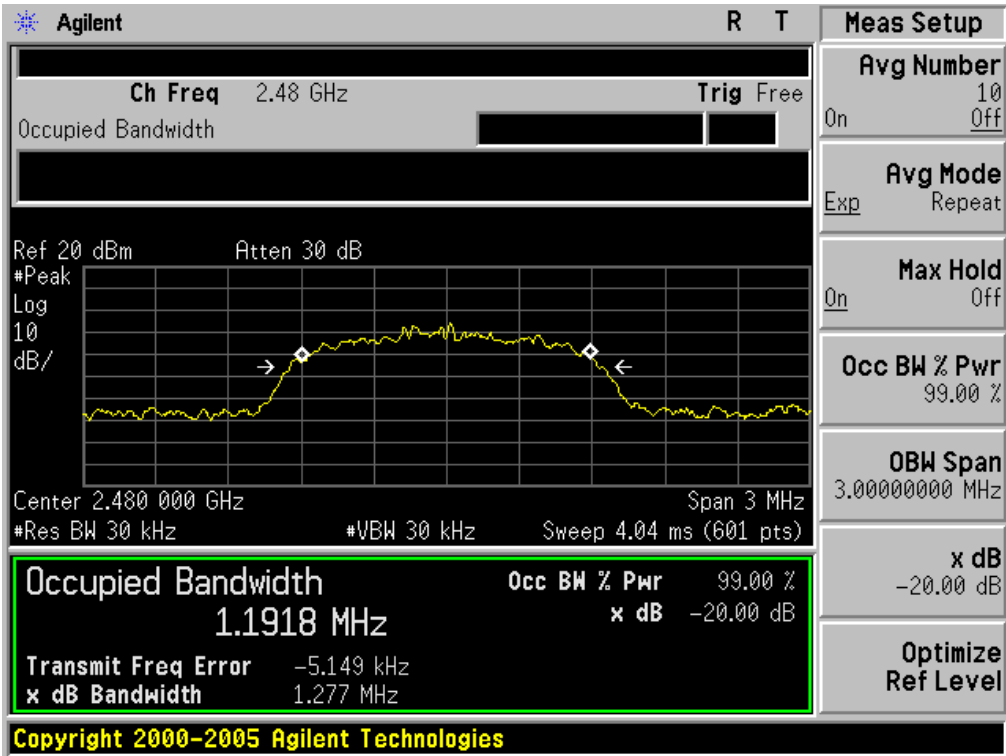 Agilent R T
Ch Freq 2.48 GHz Trig Free
Occupied Bandwidth
Ref 20 dBm Atten 30 dB
#Peak
Log
10
dB/
Center 2.480 000 GHz Span 3 MHz
#Res BW 30 kHz #VBW 30 kHz Sweep 4.04 ms (601 pts)
Occupied Bandwidth Occ BW % Pwr 99.00 %
1.1918 MHz x dB -20.00 dB
Transmit Freq Error -5.149 kHz
x dB Bandwidth 1.277 MHz
Copyright 2000-2005 Agilent Technologies
Meas Setup
Avg Number
10
On Off
Avg Mode
Exp Repeat
Max Hold
On Off
Occ BW % Pwr
99.00 %
OBW Span
3.00000000 MHz
x dB
-20.00 dB
Optimize
Ref Level